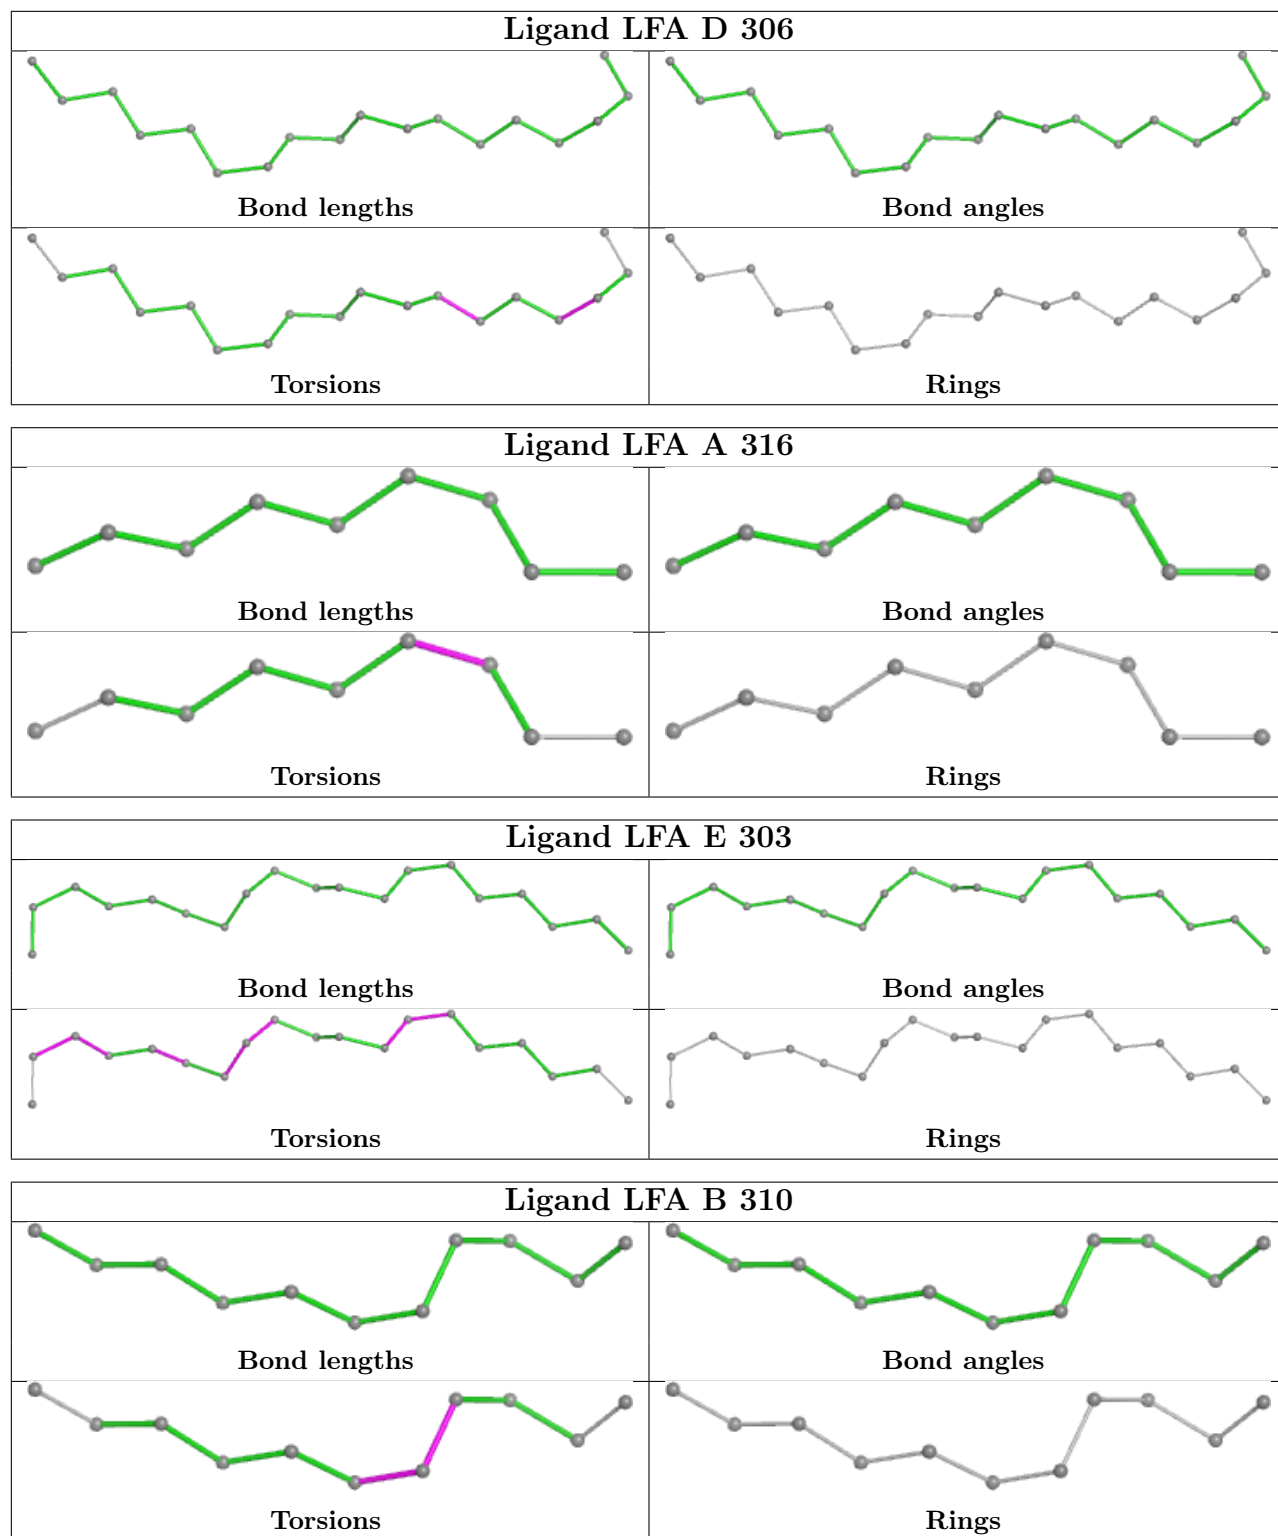 Ligand LFA D 306
Bond lengths
Bond angles
Torsions
Rings
Ligand LFA A 316
Bond lengths
Bond angles
Torsions
Rings
Ligand LFA E 303
Bond lengths
Bond angles
Torsions
Rings
Ligand LFA B 310
Bond lengths
Bond angles
Torsions
Rings